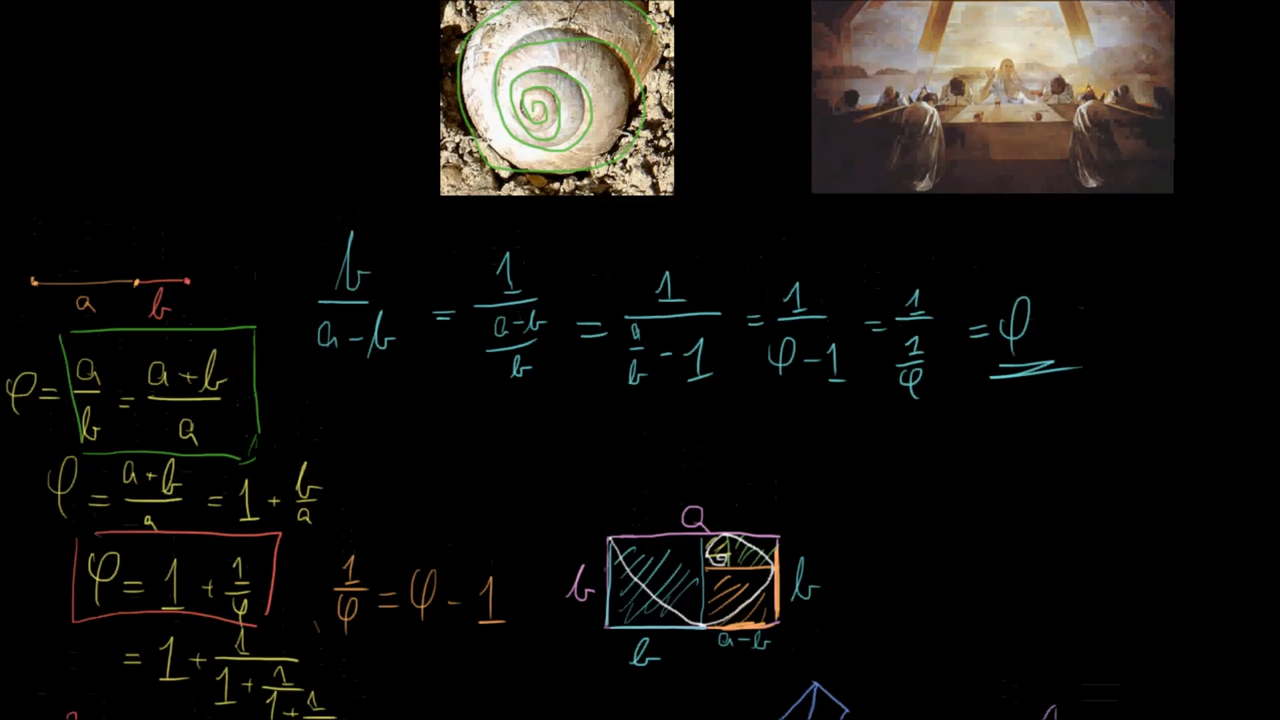 a b
φ = a/b = (a+b)/a
φ = (a+b)/a = 1 + b/a
φ = 1 + 1/φ
= 1 + 1/(1 + 1/(1 + 1/
1/φ = φ - 1
b/(a-b) = 1/((a-b)/b) = 1/(a/b - 1) = 1/(φ-1) = 1/(1/φ) = φ
a
b b
b a-b